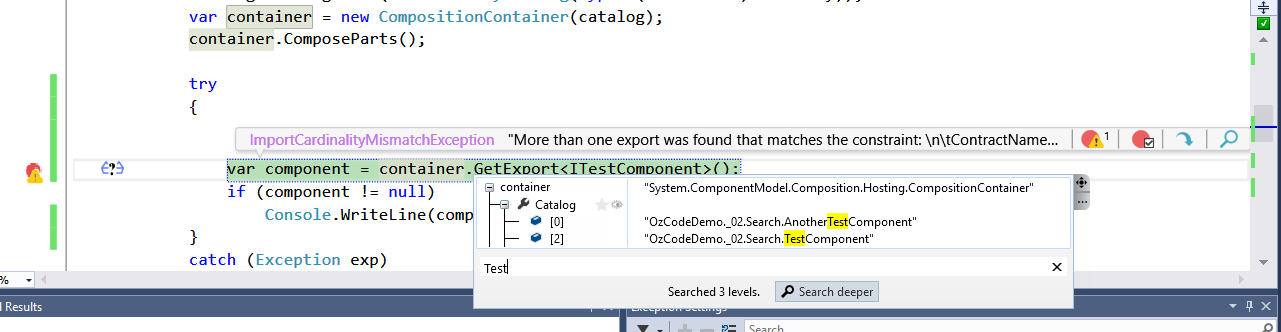 var container = new CompositionContainer(catalog);
container.ComposeParts();
try
{
ImportCardinalityMismatchException "More than one export was found that matches the constraint: \n\tContractName... 1
var component = container.GetExport<ITestComponent>();
container "System.ComponentModel.Composition.Hosting.CompositionContainer"
if (component != null)
Catalog
Console.WriteLine(comp
[0] "OzCodeDemo._02.Search.AnotherTestComponent"
}
[2] "OzCodeDemo._02.Search.TestComponent"
catch (Exception exp)
Test
%
Searched 3 levels. Search deeper
Results
Exception Settings
Search